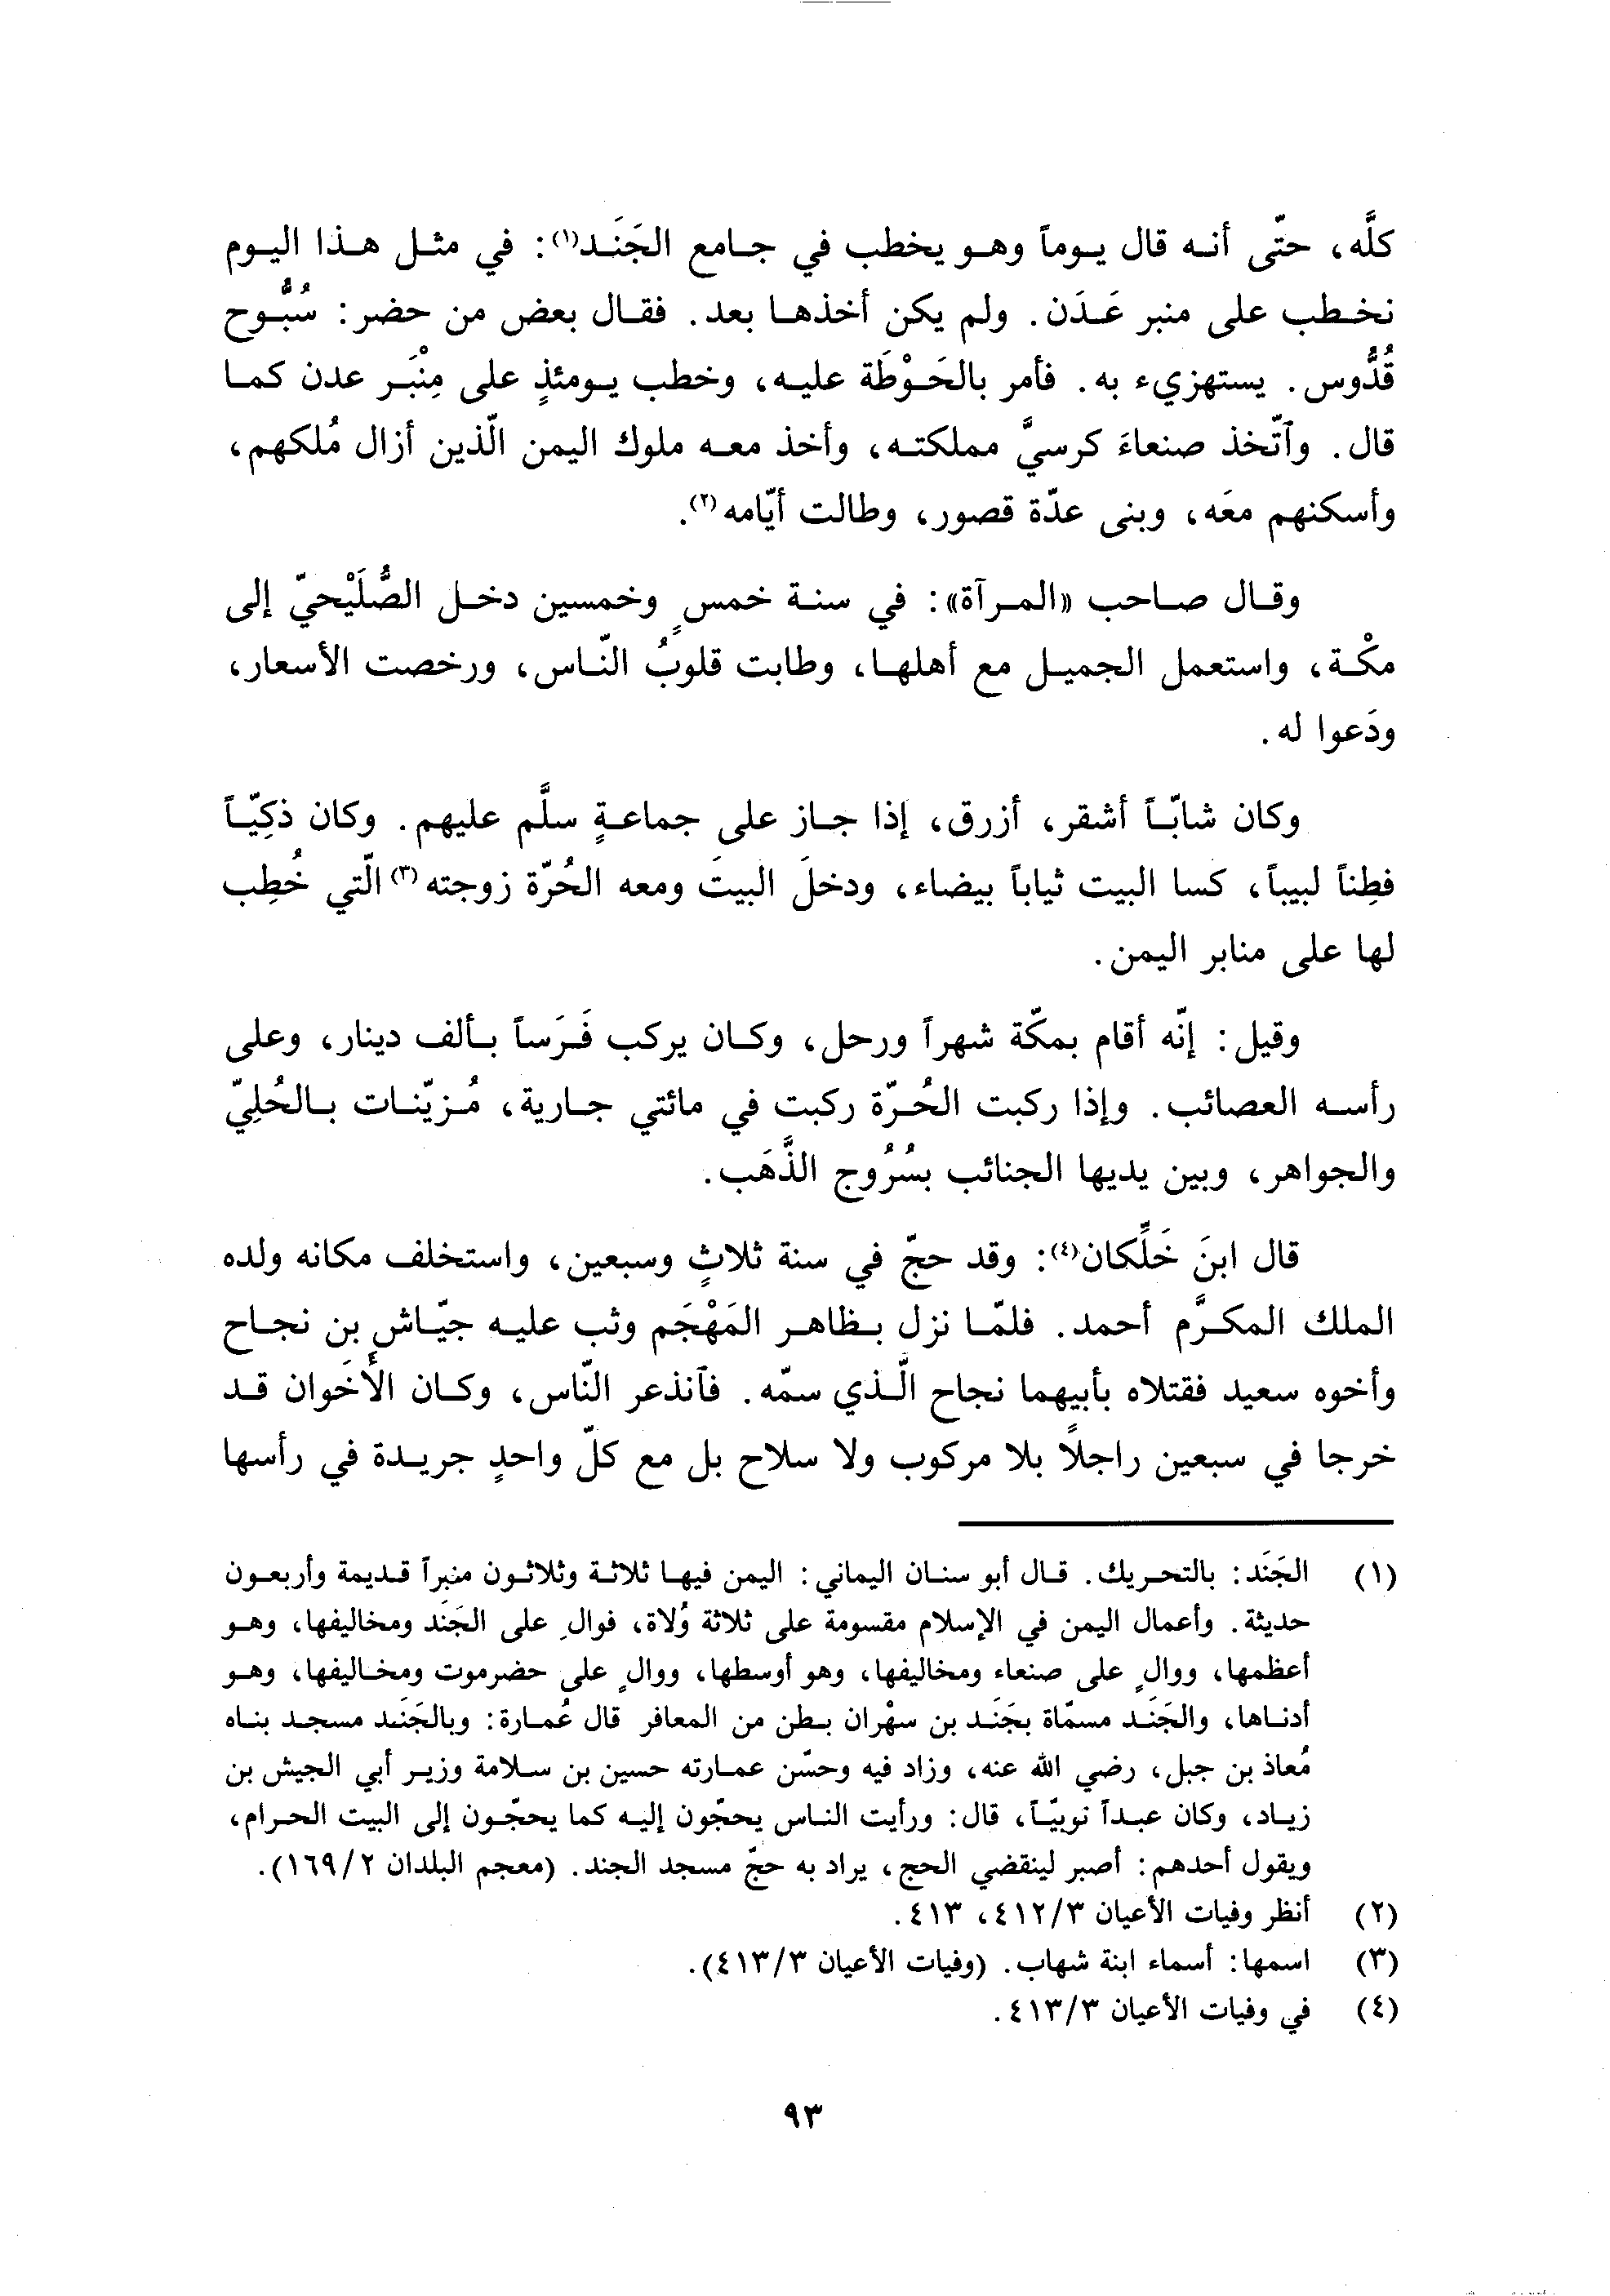 كلَّه، حتّى أنه قال يوماً وهو يخطب في جامع الجَنَد(١): في مثل هذا اليوم
نخطب على منبر عَدَن. ولم يكن أخذها بعد. فقال بعض من حضر: سُبُّوح
قُدُّوس. يستهزيء به. فأمر بالحَوْطَة عليه، وخطب يومئذٍ على مِنْبَر عدن كما
قال. وآتّخذ صنعاءَ كرسيَّ مملكته، وأخذ معه ملوك اليمن الّذين أزال مُلكهم،
وأسكنهم معَه، وبنى عدّة قصور، وطالت أيّامه(٢).
وقال صاحب «المرآة»: في سنة خمسٍ وخمسين دخل الصُّلَيْحيّ إلى
مكْة، واستعمل الجميل مع أهلها، وطابت قلوبُ النّاس، ورخصت الأسعار،
ودَعوا له.
وكان شابّاً أشقر، أزرق، إذا جاز على جماعةٍ سلَّم عليهم. وكان ذكِيّاً
فطِناً لبيباً، كسا البيت ثياباً بيضاء، ودخلَ البيتَ ومعه الحُرّة زوجته(٣) الّتي خُطِب
لها على منابر اليمن.
وقيل: إنّه أقام بمكّة شهراً ورحل، وكان يركب فَرَساً بألف دينار، وعلى
رأسه العصائب. وإذا ركبت الحُرّة ركبت في مائتي جارية، مُزيّنات بالحُلِيّ
والجواهر، وبين يديها الجنائب بسُرُوج الذَّهَب.
قال ابنَ خَلِّكان(٤): وقد حجّ في سنة ثلاثٍ وسبعين، واستخلف مكانه ولده
الملك المكرَّم أحمد. فلمّا نزل بظاهر المَهْجَم وثب عليه جيّاش بن نجاح
وأخوه سعيد فقتلاه بأبيهما نجاح الّذي سمّه. فآنذعر النّاس، وكان الأَخَوان قد
خرجا في سبعين راجلًا بلا مركوب ولا سلاح بل مع كلّ واحدٍ جريدة في رأسها
(١) الجَنَد: بالتحريك. قال أبو سنان اليماني: اليمن فيها ثلاثة وثلاثون منبراً قديمة وأربعون
حديثة. وأعمال اليمن في الإسلام مقسومة على ثلاثة وُلاة، فوالٍ على الجَنَد ومخاليفها، وهو
أعظمها، ووالٍ على صنعاء ومخاليفها، وهو أوسطها، ووالٍ على حضرموت ومخاليفها، وهو
أدناها، والجَنَد مسمّاة بجَنَد بن سهْران بطن من المعافر قال عُمارة: وبالجَنَد مسجد بناه
مُعاذ بن جبل، رضي الله عنه، وزاد فيه وحسّن عمارته حسين بن سلامة وزير أبي الجيش بن
زياد، وكان عبداً نوبيّاً، قال: ورأيت الناس يحجّون إليه كما يحجّون إلى البيت الحرام،
ويقول أحدهم: أصبر لينقضي الحج، يراد به حجّ مسجد الجند. (معجم البلدان ١٦٩/٢).
(٢) أنظر وفيات الأعيان ٤١٢/٣، ٤١٣.
(٣) اسمها: أسماء ابنة شهاب. (وفيات الأعيان ٤١٣/٣).
(٤) في وفيات الأعيان ٤١٣/٣.
٩٣